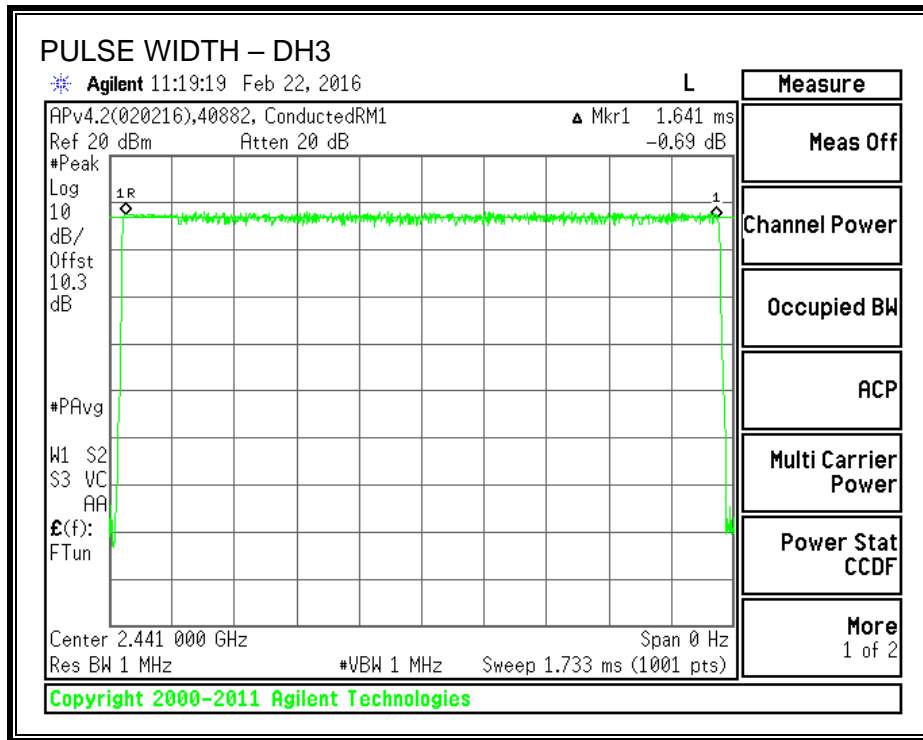 PULSE WIDTH – DH3
Agilent 11:19:19 Feb 22, 2016 L
Measure
APv4.2(020216),40882, ConductedRM1 Δ Mkr1 1.641 ms
Ref 20 dBm Atten 20 dB -0.69 dB
#Peak
Log
10
dB/
Offst
10.3
dB
1R
1
#PAvg
W1 S2
S3 VC
AA
£(f):
FTun
Center 2.441 000 GHz Span 0 Hz
Res BW 1 MHz #VBW 1 MHz Sweep 1.733 ms (1001 pts)
Meas Off
Channel Power
Occupied BW
ACP
Multi Carrier
Power
Power Stat
CCDF
More
1 of 2
Copyright 2000-2011 Agilent Technologies